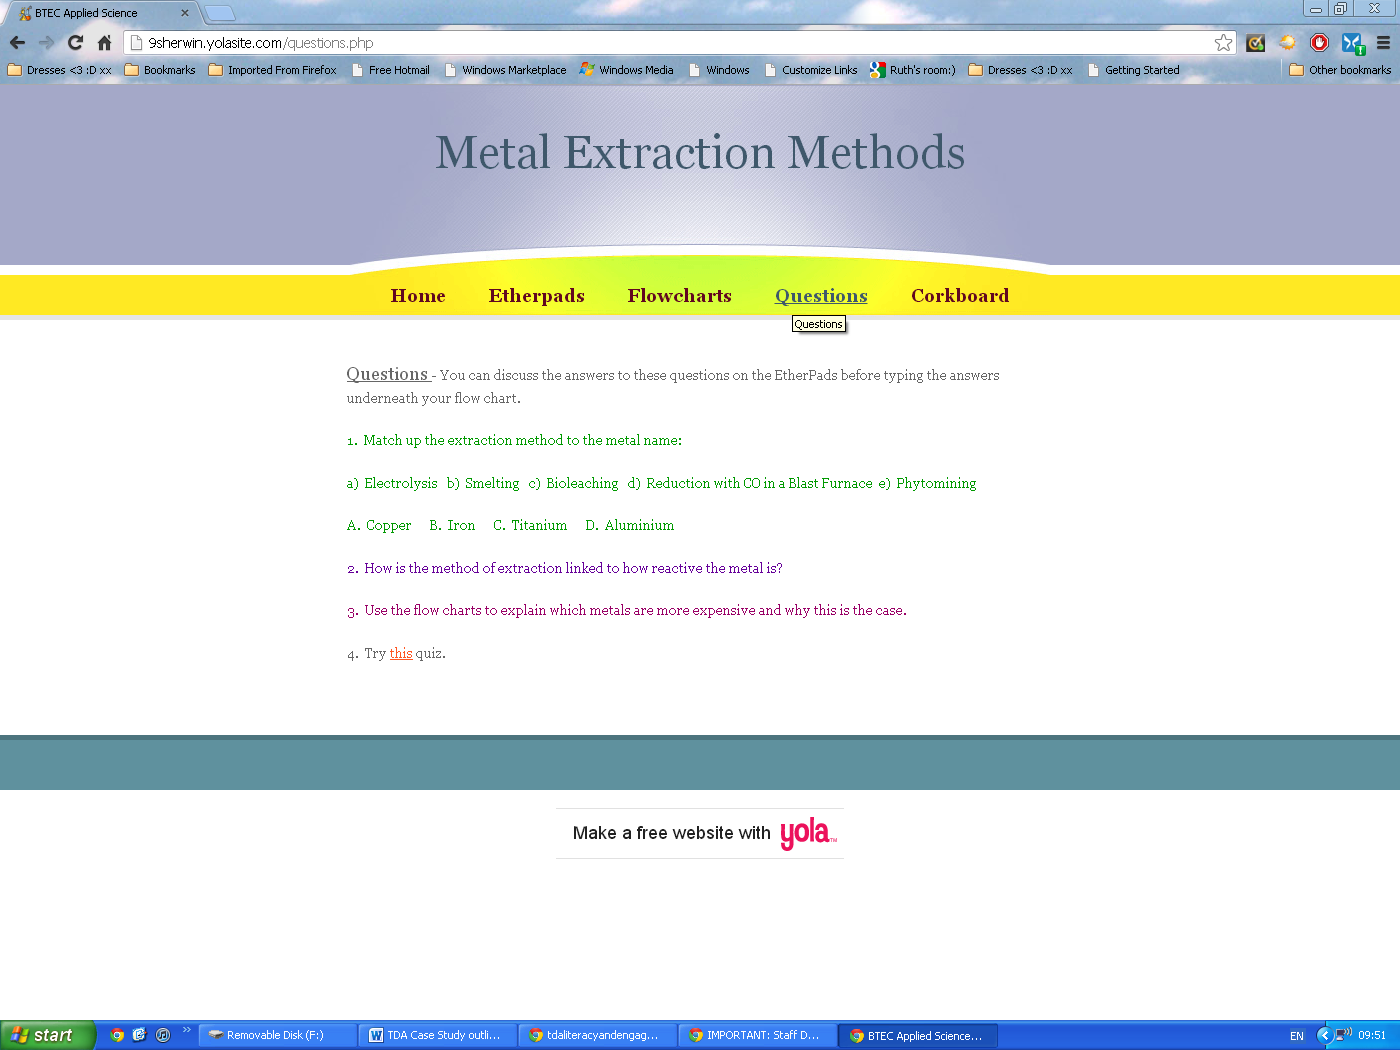 BTEC Applied Science
9sherwin.yolasite.com/questions.php
Dresses <3 :D xx Bookmarks Imported From Firefox Free Hotmail Windows Marketplace Windows Media Windows Customize Links Ruth's room:) Dresses <3 :D xx Getting Started Other bookmarks
Metal Extraction Methods
Home Etherpads Flowcharts Questions Corkboard
Questions
Questions - You can discuss the answers to these questions on the EtherPads before typing the answers
underneath your flow chart.
1. Match up the extraction method to the metal name:
a) Electrolysis b) Smelting c) Bioleaching d) Reduction with CO in a Blast Furnace e) Phytomining
A. Copper B. Iron C. Titanium D. Aluminium
2. How is the method of extraction linked to how reactive the metal is?
3. Use the flow charts to explain which metals are more expensive and why this is the case.
4. Try this quiz.
Make a free website with yola™
start Removable Disk (F:) TDA Case Study outli... tdaliteracyandengag... IMPORTANT: Staff D... BTEC Applied Science... EN 09:51